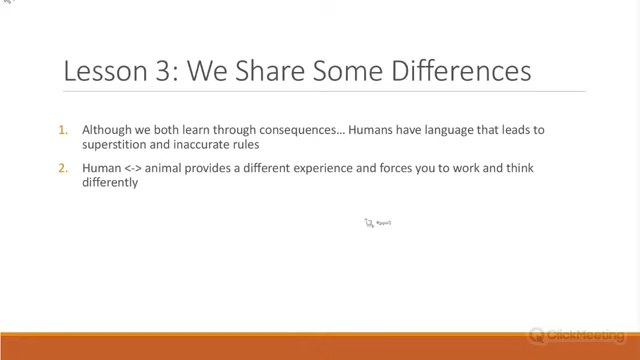 Lesson 3: We Share Some Differences
1. Although we both learn through consequences... Humans have language that leads to
superstition and inaccurate rules
2. Human <-> animal provides a different experience and forces you to work and think
differently
ClickMeeting